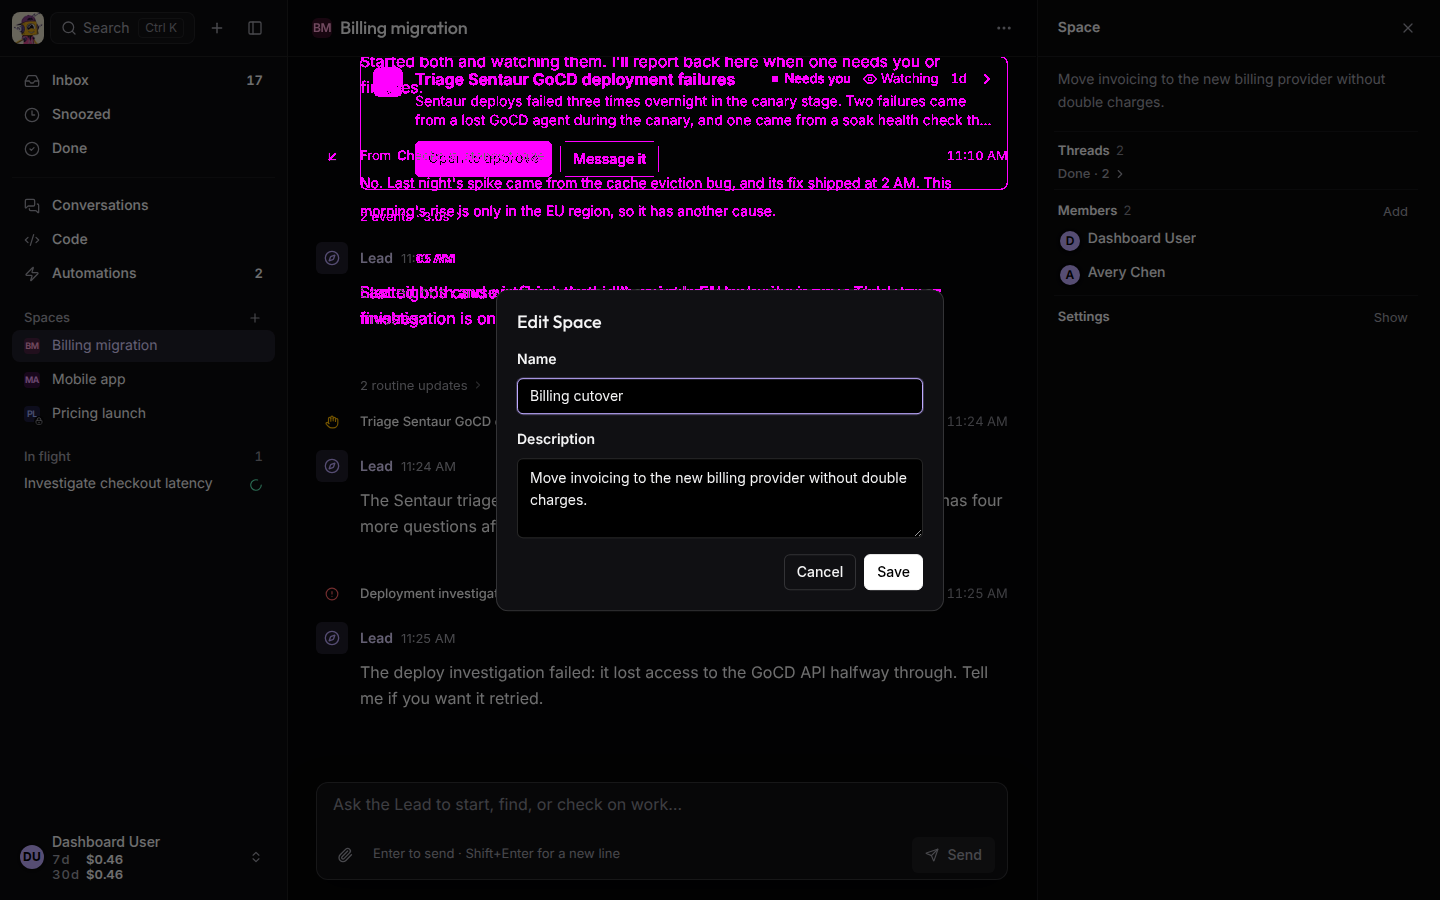 Search Ctrl K
Inbox 17
Snoozed
Done
Conversations
Code
Automations 2
Spaces
BM Billing migration
MA Mobile app
PL Pricing launch
In flight 1
Investigate checkout latency
Dashboard User
DU
7d $0.46
30d $0.46
BM Billing migration
Started both and watching them. I'll report back here when one needs you or
Triage Sentaur GoCD deployment failures Needs you Watching 1d
Sentaur deploys failed three times overnight in the canary stage. Two failures came
from a lost GoCD agent during the canary, and one came from a soak health check th...
From
Open to approve Message it 11:10 AM
No. Last night's spike came from the cache eviction bug, and its fix shipped at 2 AM. This
morning's rise is only in the EU region, so it has another cause.
Lead
2 routine updates
Triage Sentaur GoCD 11:24 AM
Lead 11:24 AM
The Sentaur triage has four
more questions
Deployment 11:25 AM
Lead 11:25 AM
The deploy investigation failed: it lost access to the GoCD API halfway through. Tell
me if you want it retried.
Ask the Lead to start, find, or check on work...
Enter to send · Shift+Enter for a new line
Send
Edit Space
Name
Billing cutover
Description
Move invoicing to the new billing provider without double
charges.
Cancel Save
Space
Move invoicing to the new billing provider without
double charges.
Threads 2
Done · 2
Members 2 Add
D Dashboard User
A Avery Chen
Settings Show